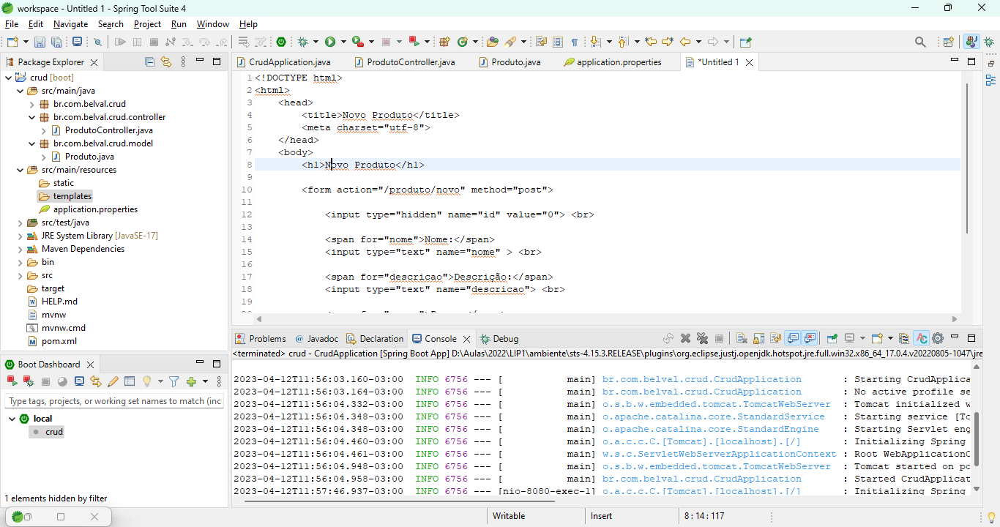 workspace - Untitled 1 - Spring Tool Suite 4
File Edit Navigate Search Project Run Window Help
Package Explorer
crud [boot]
src/main/java
br.com.belval.crud
br.com.belval.crud.controller
ProdutoController.java
br.com.belval.crud.model
Produto.java
src/main/resources
static
templates
application.properties
src/test/java
JRE System Library [JavaSE-17]
Maven Dependencies
bin
src
target
HELP.md
mvnw
mvnw.cmd
pom.xml
CrudApplication.java ProdutoController.java Produto.java application.properties *Untitled 1
1 <!DOCTYPE html>
2 <html>
3 <head>
4 <title>Novo Produto</title>
5 <meta charset="utf-8">
6 </head>
7 <body>
8 <h1>Novo Produto</h1>
9
10 <form action="/produto/novo" method="post">
11
12 <input type="hidden" name="id" value="0"> <br>
13
14 <span for="nome">Nome:</span>
15 <input type="text" name="nome" > <br>
16
17 <span for="descricao">Descrição:</span>
18 <input type="text" name="descricao"> <br>
19
Boot Dashboard
Type tags, projects, or working set names to match (inc
local
crud
1 elements hidden by filter
Problems @ Javadoc Declaration Console Debug
<terminated> crud - CrudApplication [Spring Boot App] D:\Aulas\2022\LIP1\ambiente\sts-4.15.3.RELEASE\plugins\org.eclipse.justj.openjdk.hotspot.jre.full.win32.x86_64_17.0.4.v20220805-1047\jre
2023-04-12T11:56:03.160-03:00 INFO 6756 --- [ main] br.com.belval.crud.CrudApplication : Starting CrudApplica
2023-04-12T11:56:03.164-03:00 INFO 6756 --- [ main] br.com.belval.crud.CrudApplication : No active profile se
2023-04-12T11:56:04.332-03:00 INFO 6756 --- [ main] o.s.b.w.embedded.tomcat.TomcatWebServer : Tomcat initialized w
2023-04-12T11:56:04.348-03:00 INFO 6756 --- [ main] o.apache.catalina.core.StandardService : Starting service [To
2023-04-12T11:56:04.348-03:00 INFO 6756 --- [ main] o.apache.catalina.core.StandardEngine : Starting Servlet eng
2023-04-12T11:56:04.460-03:00 INFO 6756 --- [ main] o.a.c.c.C.[Tomcat].[localhost].[/] : Initializing Spring
2023-04-12T11:56:04.461-03:00 INFO 6756 --- [ main] w.s.c.ServletWebServerApplicationContext : Root WebApplicationC
2023-04-12T11:56:04.948-03:00 INFO 6756 --- [ main] o.s.b.w.embedded.tomcat.TomcatWebServer : Tomcat started on po
2023-04-12T11:56:04.958-03:00 INFO 6756 --- [ main] br.com.belval.crud.CrudApplication : Started CrudApplicat
2023-04-12T11:57:46.937-03:00 INFO 6756 --- [nio-8080-exec-1] o.a.c.c.C.[Tomcat].[localhost].[/] : Initializing Spring
Writable Insert 8 : 14 : 117